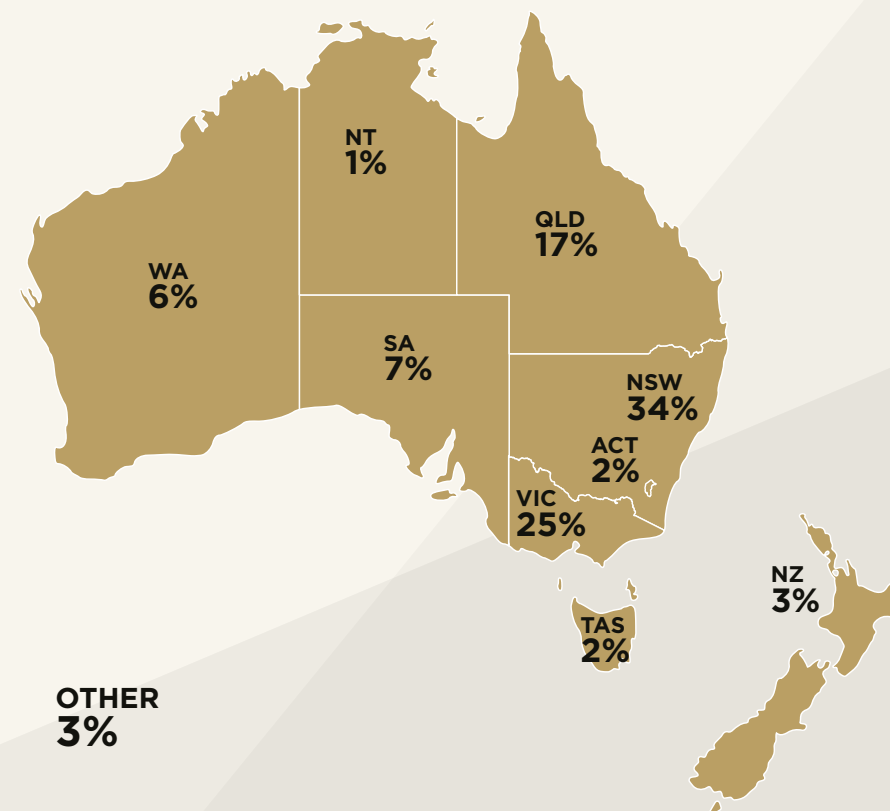 NT
1%
QLD
17%
WA
6%
SA
7%
NSW
34%
ACT
2%
VIC
25%
NZ
3%
TAS
2%
OTHER
3%